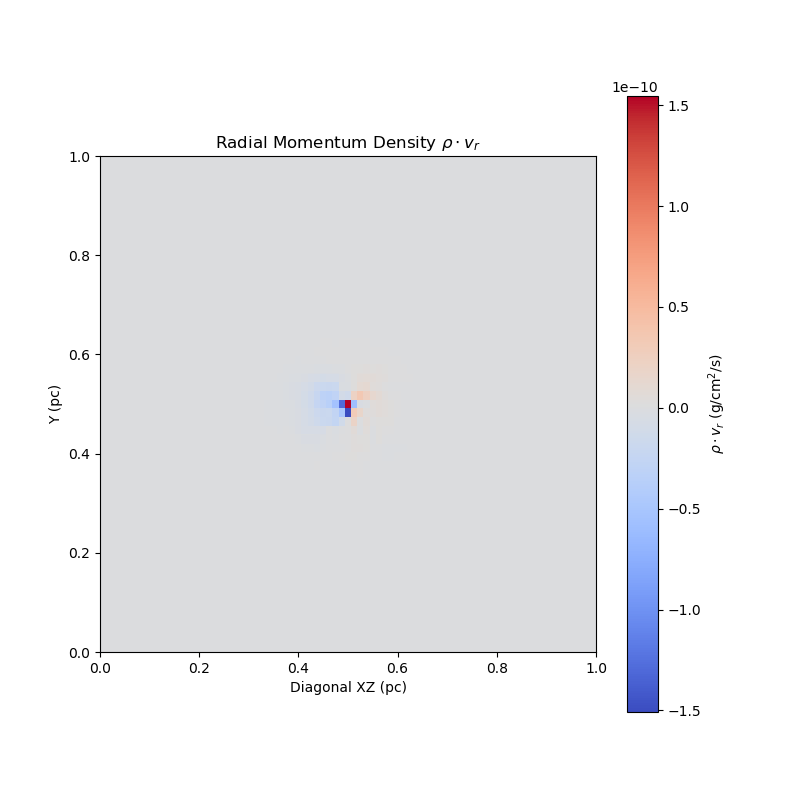 1e−10
Radial Momentum Density ρ · v_r
1.0
0.8
0.6
0.4
0.2
0.0
Y (pc)
0.0 0.2 0.4 0.6 0.8 1.0
Diagonal XZ (pc)
1.5
1.0
0.5
0.0
−0.5
−1.0
−1.5
ρ · v_r (g/cm²/s)